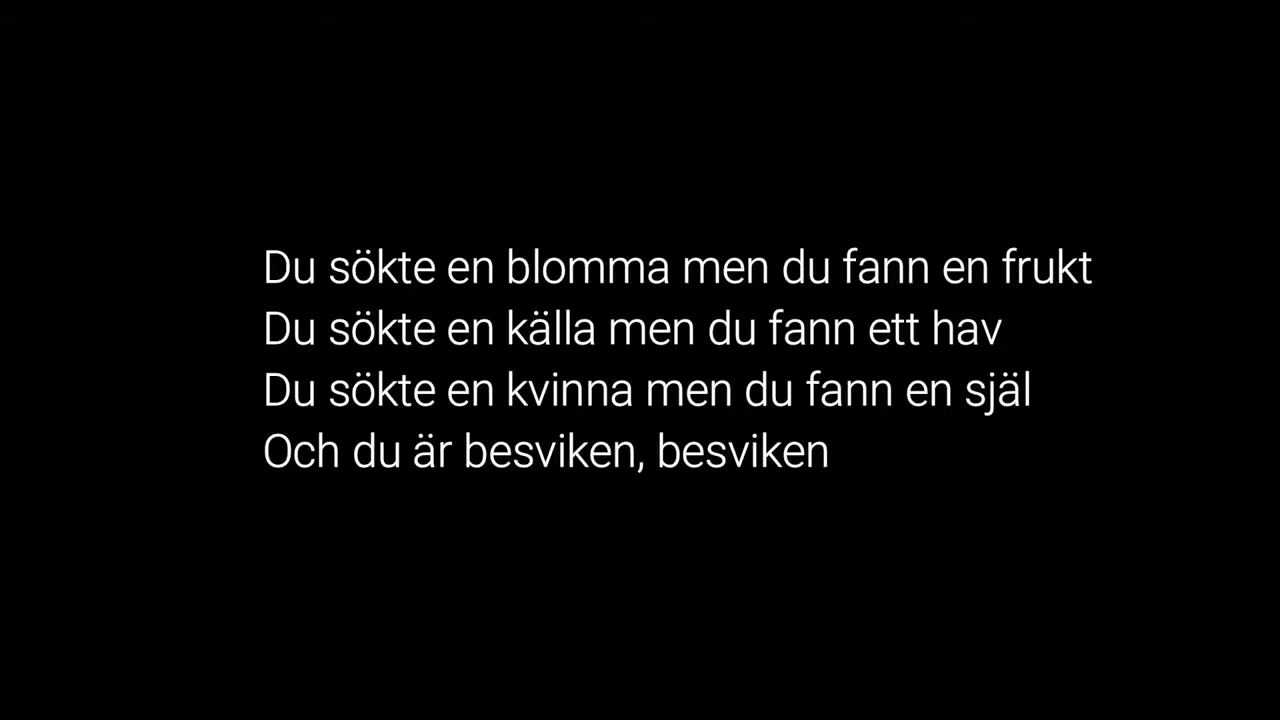 Du sökte en blomma men du fann en frukt
Du sökte en källa men du fann ett hav
Du sökte en kvinna men du fann en själ
Och du är besviken, besviken